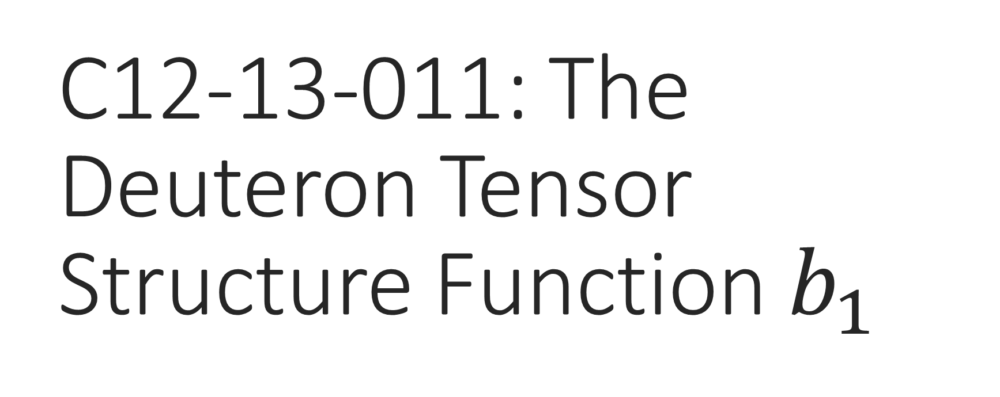 C12-13-011: The
Deuteron Tensor
Structure Function b₁